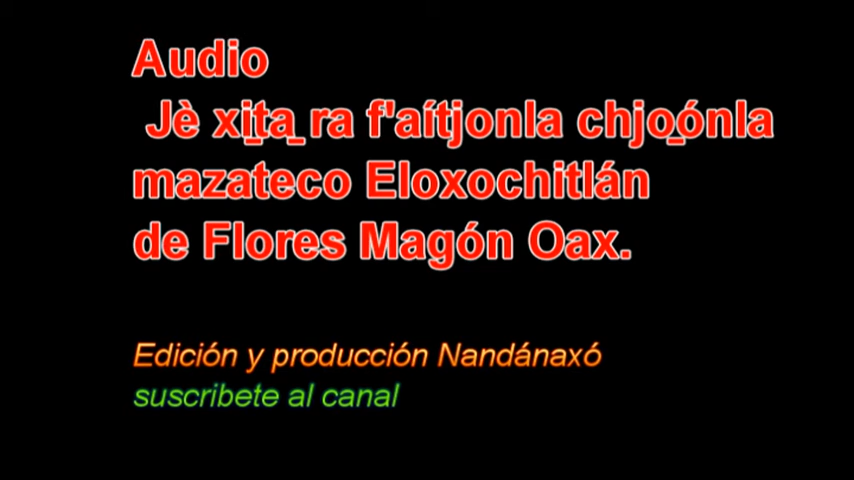 Audio
Jè xi̱ta̱ ra f'aítjonla chjo̱ónla
mazateco Eloxochitlán
de Flores Magón Oax.
Edición y producción Nandánaxó
suscribete al canal